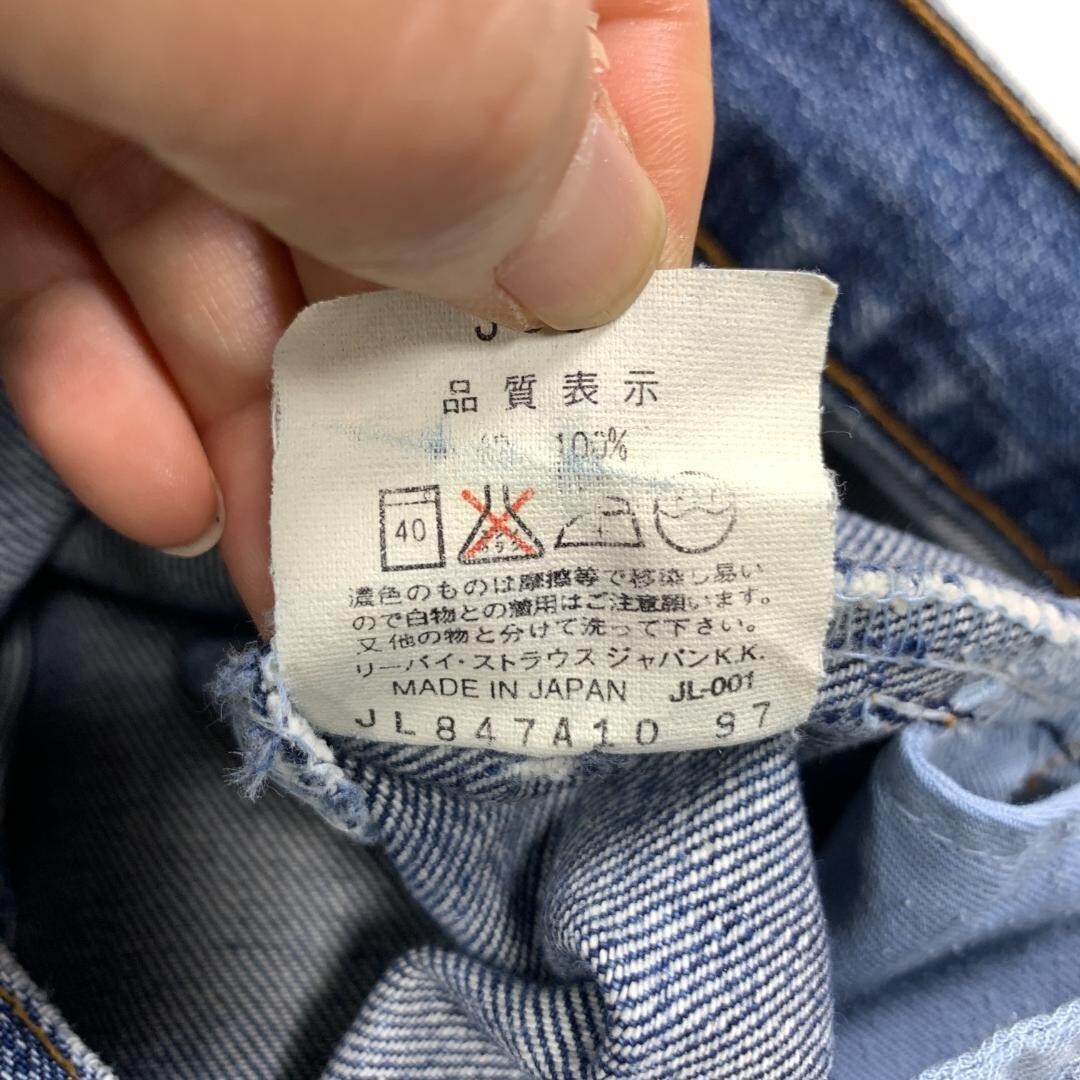 品質表示
綿 100%
40
濃色のものは摩擦等で移染し易い
ので白物との着用はご注意願います。
又他の物と分けて洗って下さい。
リーバイ・ストラウス ジャパンK.K.
MADE IN JAPAN JL-001
JL847A10 97